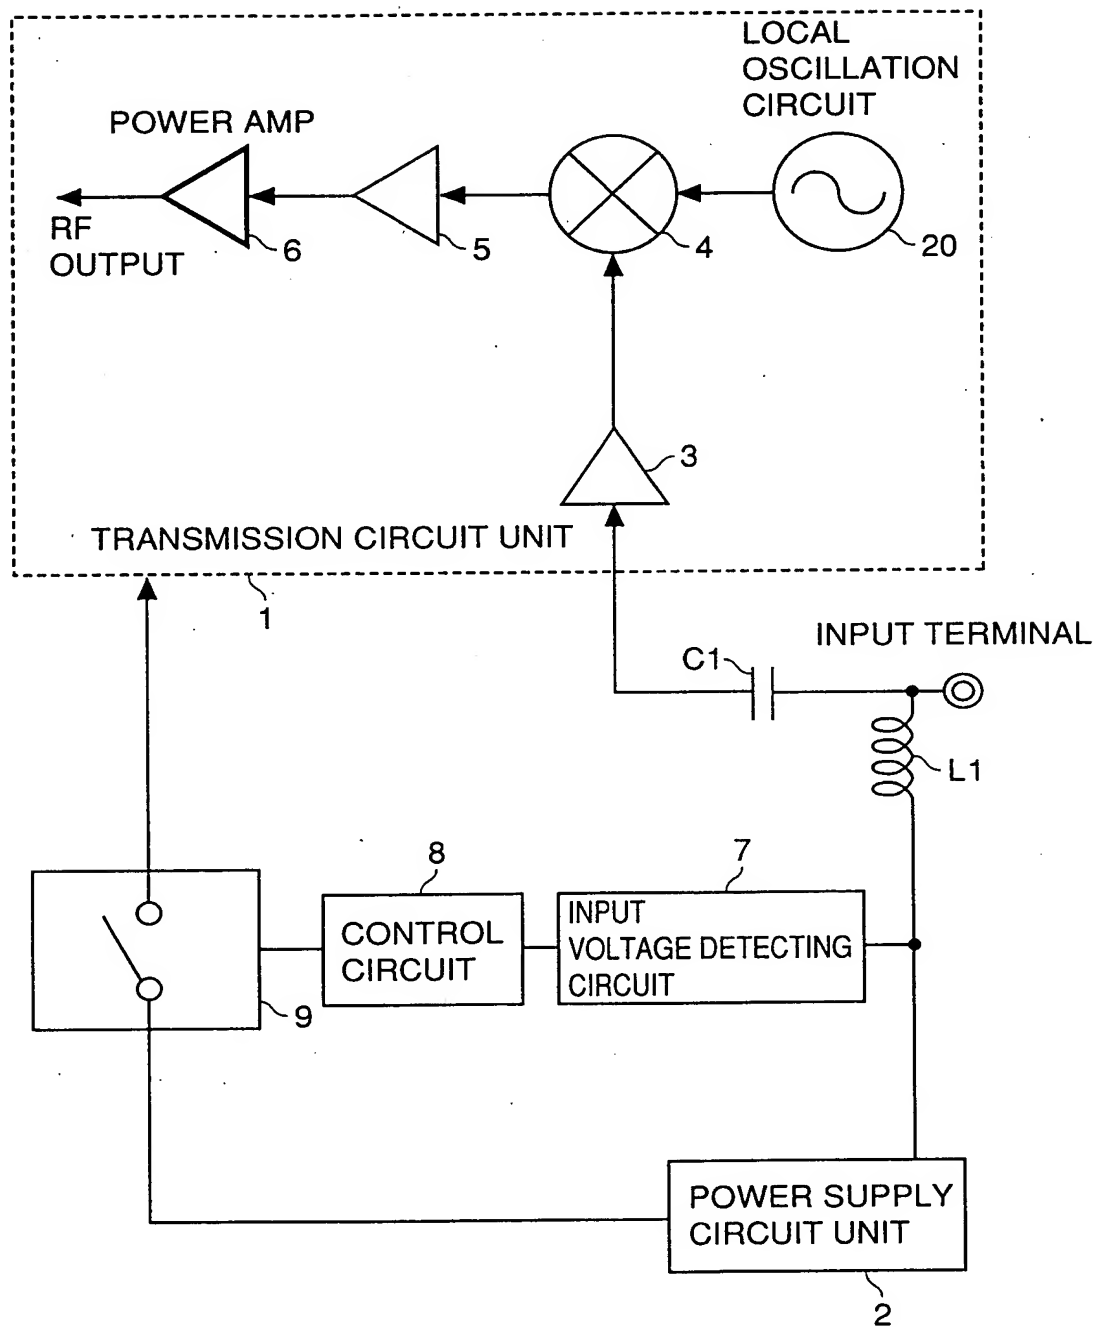 LOCAL
OSCILLATION
CIRCUIT
POWER AMP
RF
OUTPUT
6
5
4
20
3
TRANSMISSION CIRCUIT UNIT
1
INPUT TERMINAL
C1
L1
8
7
CONTROL
CIRCUIT
INPUT
VOLTAGE DETECTING
CIRCUIT
9
POWER SUPPLY
CIRCUIT UNIT
2